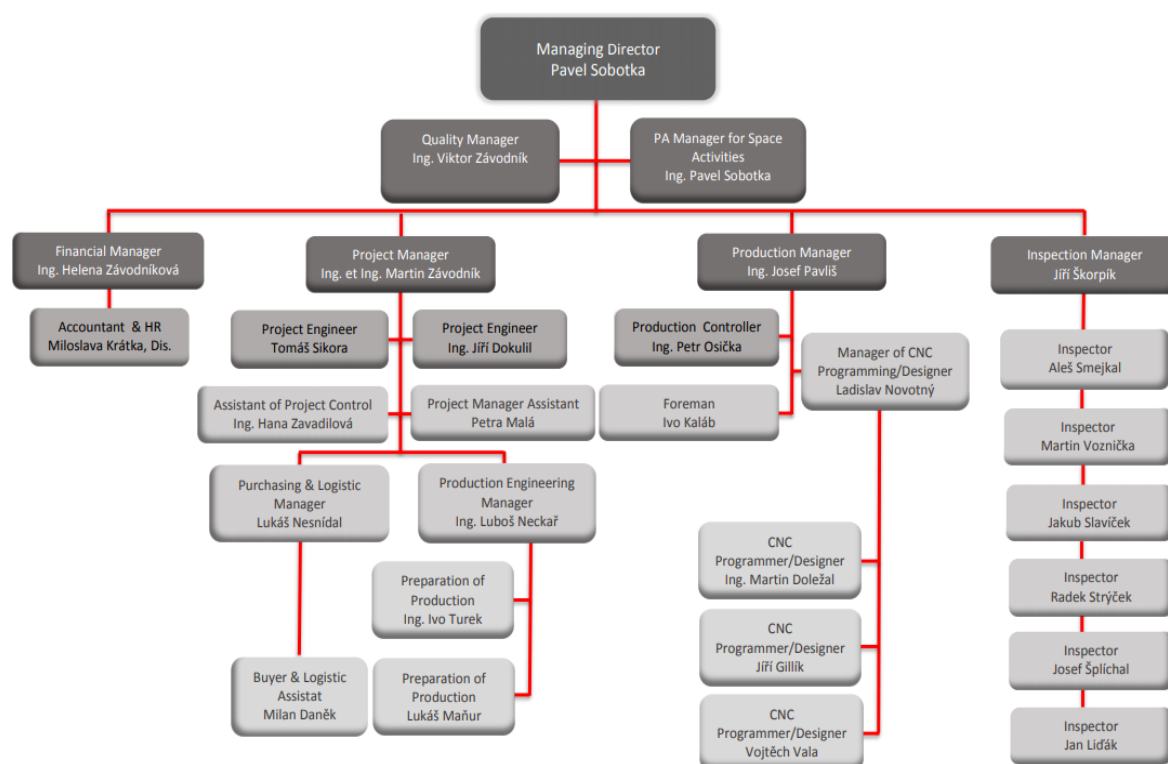 Managing Director
Pavel Sobotka
Quality Manager
Ing. Viktor Závodník
PA Manager for Space
Activities
Ing. Pavel Sobotka
Financial Manager
Ing. Helena Závodníková
Project Manager
Ing. et Ing. Martin Závodník
Production Manager
Ing. Josef Pavliš
Inspection Manager
Jiří Škorpík
Accountant & HR
Miloslava Krátka, Dis.
Project Engineer
Tomáš Sikora
Project Engineer
Ing. Jiří Dokulil
Production Controller
Ing. Petr Osička
Manager of CNC
Programming/Designer
Ladislav Novotný
Inspector
Aleš Smejkal
Assistant of Project Control
Ing. Hana Zavadilová
Project Manager Assistant
Petra Malá
Foreman
Ivo Kaláb
Inspector
Martin Voznička
Purchasing & Logistic
Manager
Lukáš Nesnídal
Production Engineering
Manager
Ing. Luboš Neckař
Inspector
Jakub Slavíček
CNC
Programmer/Designer
Ing. Martin Doležal
Preparation of
Production
Ing. Ivo Turek
Inspector
Radek Strýček
CNC
Programmer/Designer
Jiří Gillík
Inspector
Josef Šplíchal
Buyer & Logistic
Assistat
Milan Daněk
Preparation of
Production
Lukáš Maňur
CNC
Programmer/Designer
Vojtěch Vala
Inspector
Jan Liďák